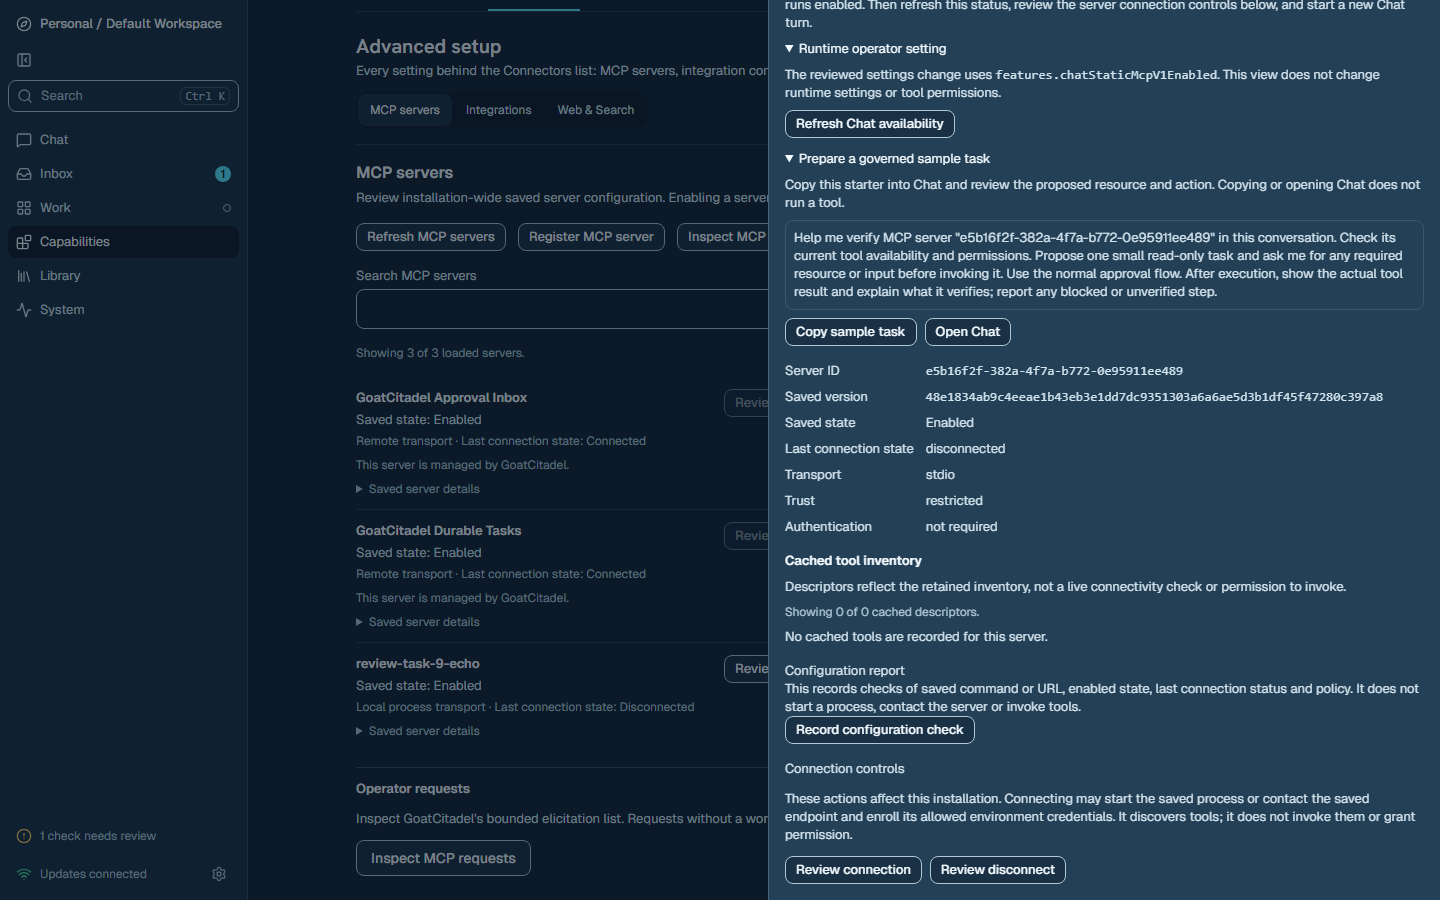 Personal / Default Workspace
Search
Ctrl K
Chat
Inbox
1
Work
Capabilities
Library
System
1 check needs review
Updates connected
Advanced setup
Every setting behind the Connectors list: MCP servers, integration cor
MCP servers
Integrations
Web & Search
MCP servers
Review installation-wide saved server configuration. Enabling a server
Refresh MCP servers
Register MCP server
Inspect MCP
Search MCP servers
Showing 3 of 3 loaded servers.
GoatCitadel Approval Inbox
Saved state: Enabled
Remote transport · Last connection state: Connected
This server is managed by GoatCitadel.
Saved server details
Revie
GoatCitadel Durable Tasks
Saved state: Enabled
Remote transport · Last connection state: Connected
This server is managed by GoatCitadel.
Saved server details
Revie
review-task-9-echo
Saved state: Enabled
Local process transport · Last connection state: Disconnected
Saved server details
Revie
Operator requests
Inspect GoatCitadel's bounded elicitation list. Requests without a wor
Inspect MCP requests
runs enabled. Then refresh this status, review the server connection controls below, and start a new Chat
turn.
Runtime operator setting
The reviewed settings change uses features.chatStaticMcpV1Enabled. This view does not change
runtime settings or tool permissions.
Refresh Chat availability
Prepare a governed sample task
Copy this starter into Chat and review the proposed resource and action. Copying or opening Chat does not
run a tool.
Help me verify MCP server "e5b16f2f-382a-4f7a-b772-0e95911ee489" in this conversation. Check its
current tool availability and permissions. Propose one small read-only task and ask me for any required
resource or input before invoking it. Use the normal approval flow. After execution, show the actual tool
result and explain what it verifies; report any blocked or unverified step.
Copy sample task
Open Chat
Server ID e5b16f2f-382a-4f7a-b772-0e95911ee489
Saved version 48e1834ab9c4eeae1b43eb3e1dd7dc9351303a6a6ae5d3b1df45f47280c397a8
Saved state Enabled
Last connection state disconnected
Transport stdio
Trust restricted
Authentication not required
Cached tool inventory
Descriptors reflect the retained inventory, not a live connectivity check or permission to invoke.
Showing 0 of 0 cached descriptors.
No cached tools are recorded for this server.
Configuration report
This records checks of saved command or URL, enabled state, last connection status and policy. It does not
start a process, contact the server or invoke tools.
Record configuration check
Connection controls
These actions affect this installation. Connecting may start the saved process or contact the saved
endpoint and enroll its allowed environment credentials. It discovers tools; it does not invoke them or grant
permission.
Review connection
Review disconnect